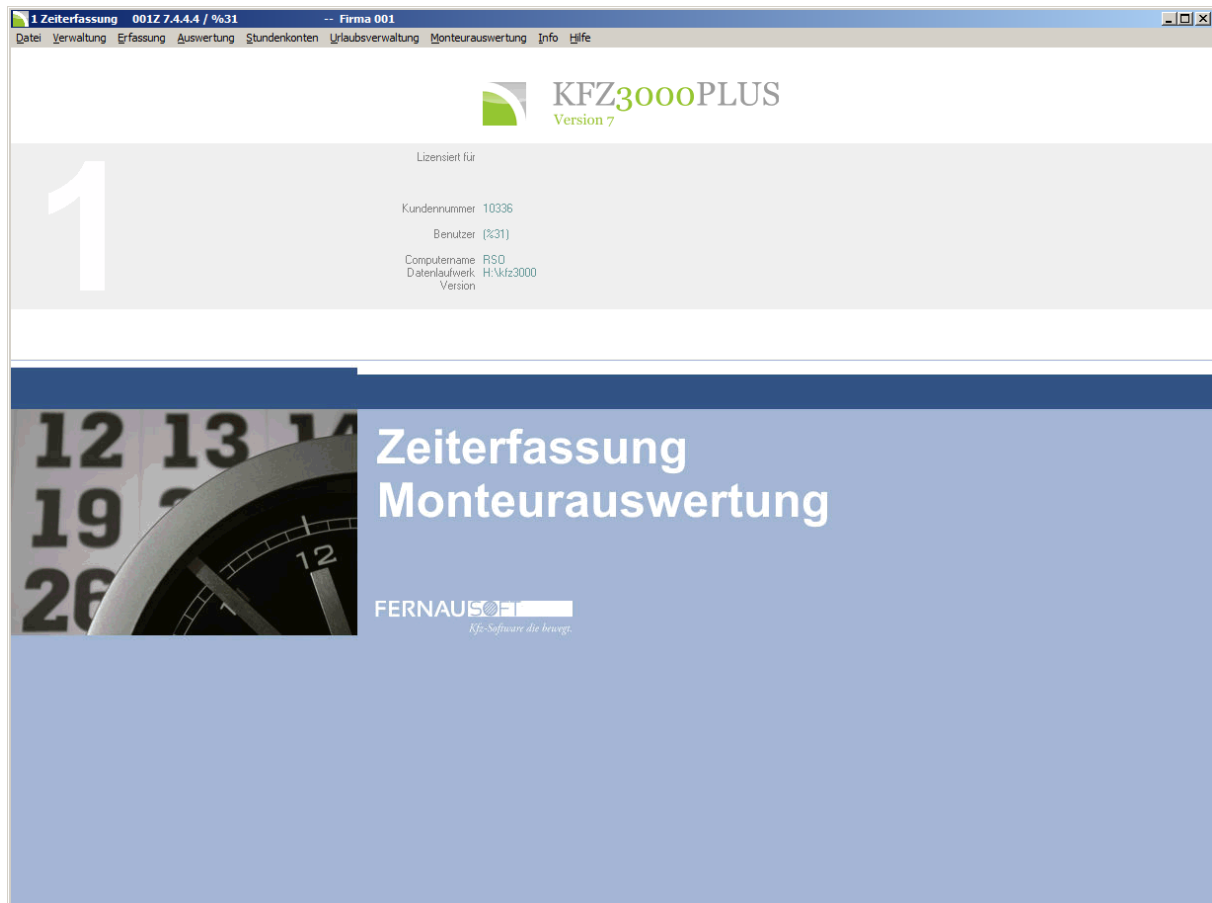 1 Zeiterfassung 001Z 7.4.4.4 / %31 -- Firma 001
Datei Verwaltung Erfassung Auswertung Stundenkonten Urlaubsverwaltung Monteurauswertung Info Hilfe
KFZ3000PLUS
Version 7
1
Lizensiert für
Kundennummer 10336
Benutzer (%31)
Computername RSO
Datenlaufwerk H:\kfz3000
Version
12 13 14
19
26
12
Zeiterfassung
Monteurauswertung
FERNAUSOFT
Kfz-Software die bewegt.